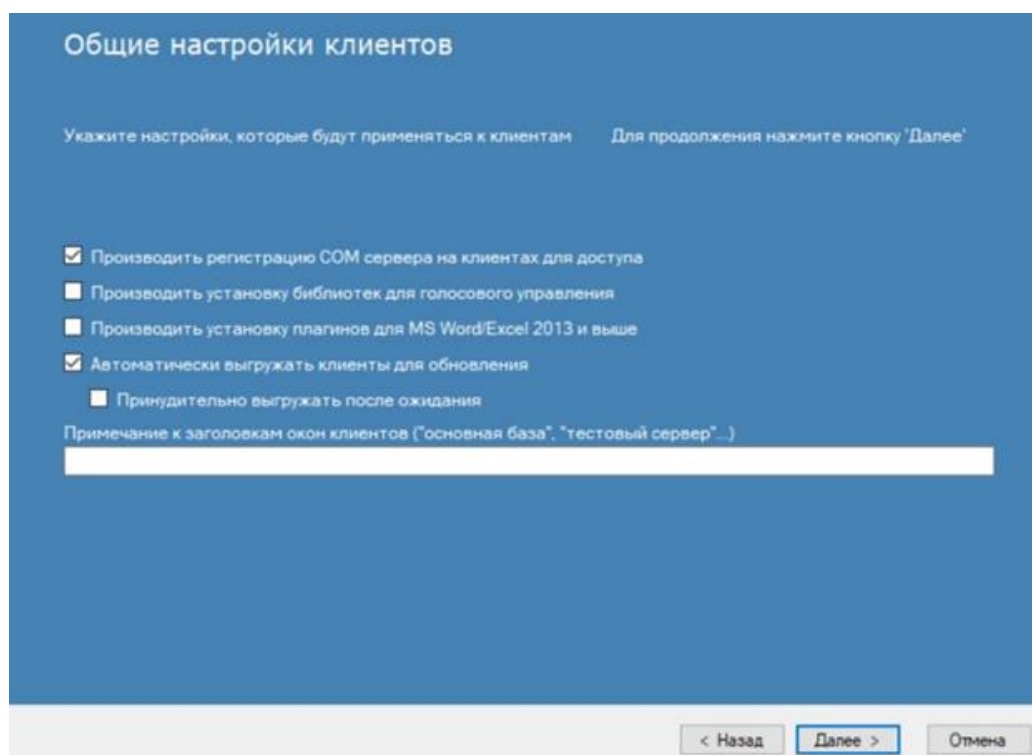 Общие настройки клиентов
Укажите настройки, которые будут применяться к клиентам
Для продолжения нажмите кнопку 'Далее'
Производить регистрацию COM сервера на клиентах для доступа
Производить установку библиотек для голосового управления
Производить установку плагинов для MS Word/Excel 2013 и выше
Автоматически выгружать клиенты для обновления
Принудительно выгружать после ожидания
Примечание к заголовкам окон клиентов ("основная база", "тестовый сервер"...)
< Назад
Далее >
Отмена